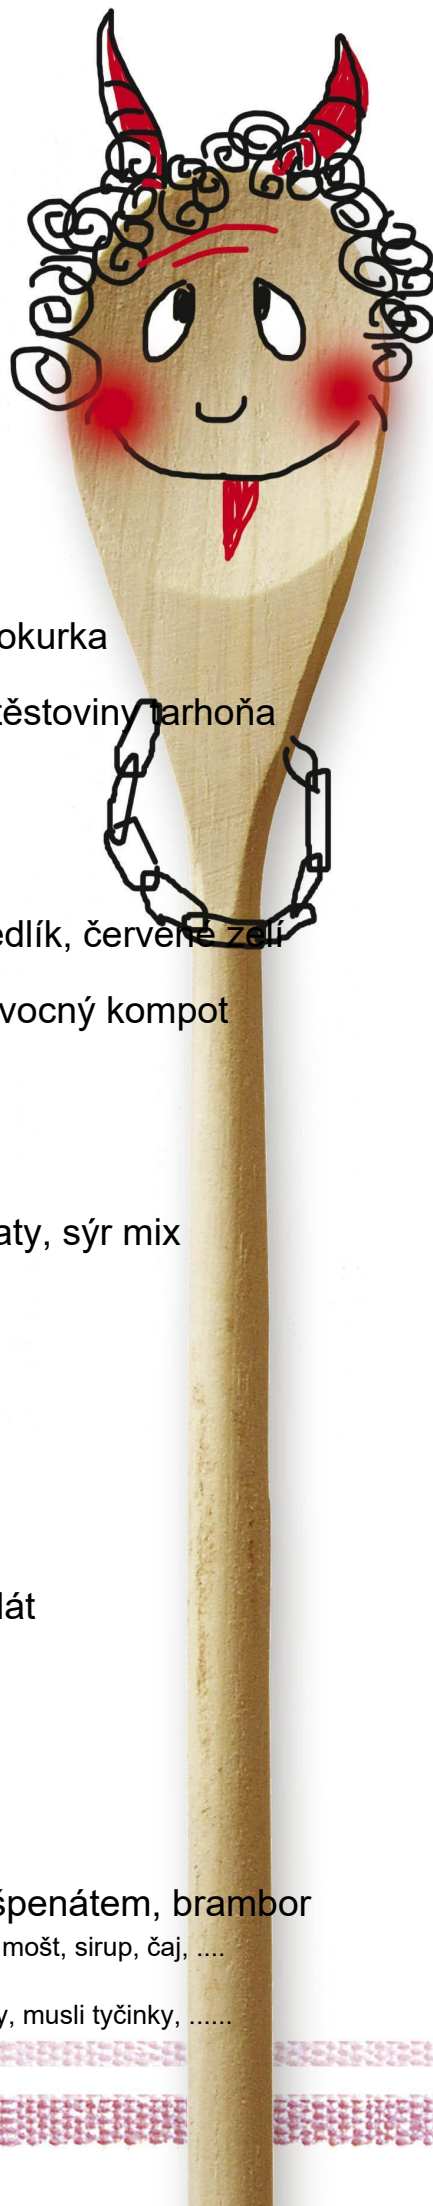 okurka
těstoviny tarhoňa
edlík, červené zelí
vocný kompot
aty, sýr mix
lát
špenátem, brambor
mošt, sirup, čaj, ....
y, musli tyčinky, ......